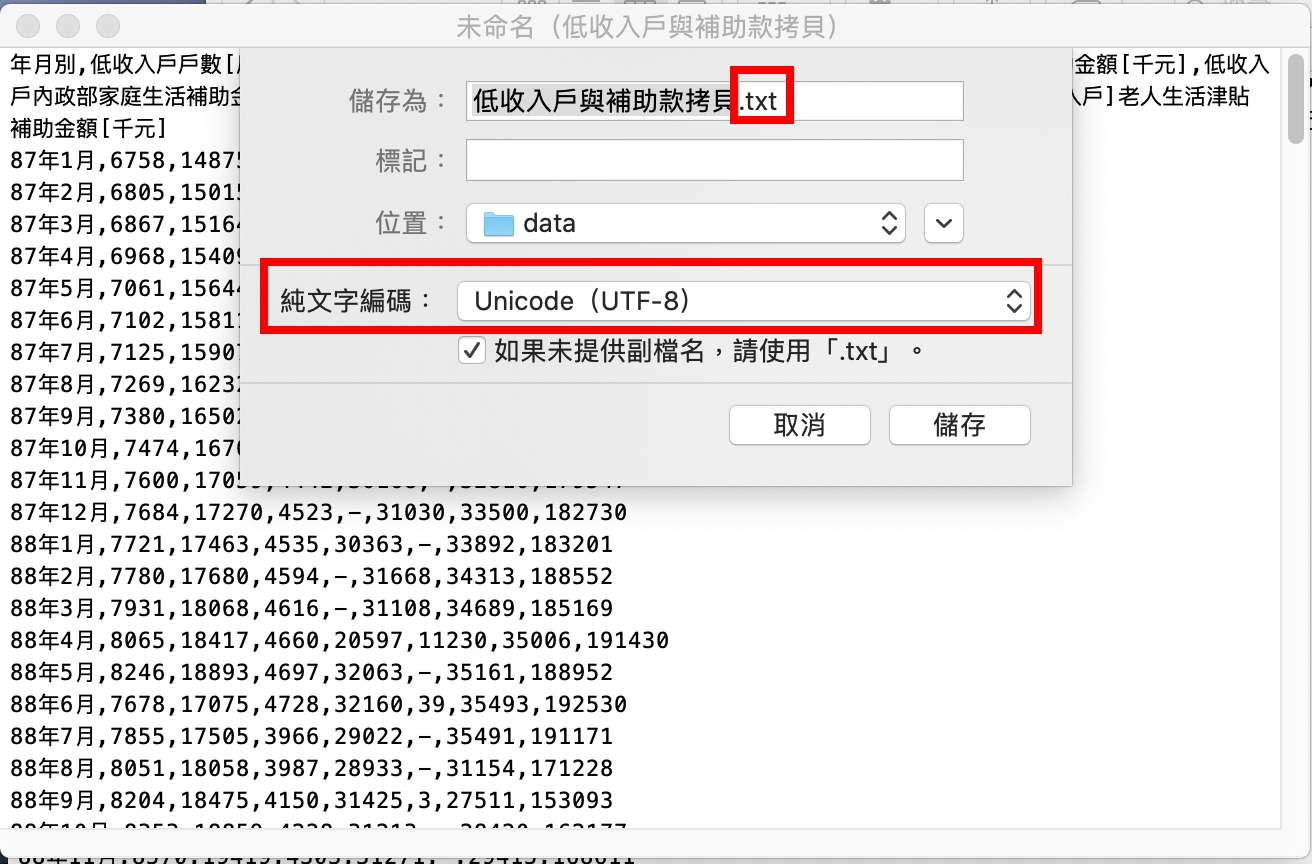 未命名（低收入戶與補助款拷貝）
年月別,低收入戶戶數[
金額[千元],低收入
戶內政部家庭生活補助金
戶]老人生活津貼
補助金額[千元]
儲存為：
低收入戶與補助款拷貝.txt
標記：
位置：
data
純文字編碼：
Unicode（UTF-8）
如果未提供副檔名，請使用「.txt」。
取消
儲存
87年1月,6758,14875
87年2月,6805,15015
87年3月,6867,15164
87年4月,6968,15409
87年5月,7061,15644
87年6月,7102,15811
87年7月,7125,15907
87年8月,7269,16232
87年9月,7380,16502
87年10月,7474,1670
87年11月,7600,17059
87年12月,7684,17270,4523,-,31030,33500,182730
88年1月,7721,17463,4535,30363,-,33892,183201
88年2月,7780,17680,4594,-,31668,34313,188552
88年3月,7931,18068,4616,-,31108,34689,185169
88年4月,8065,18417,4660,20597,11230,35006,191430
88年5月,8246,18893,4697,32063,-,35161,188952
88年6月,7678,17075,4728,32160,39,35493,192530
88年7月,7855,17505,3966,29022,-,35491,191171
88年8月,8051,18058,3987,28933,-,31154,171228
88年9月,8204,18475,4150,31425,3,27511,153093